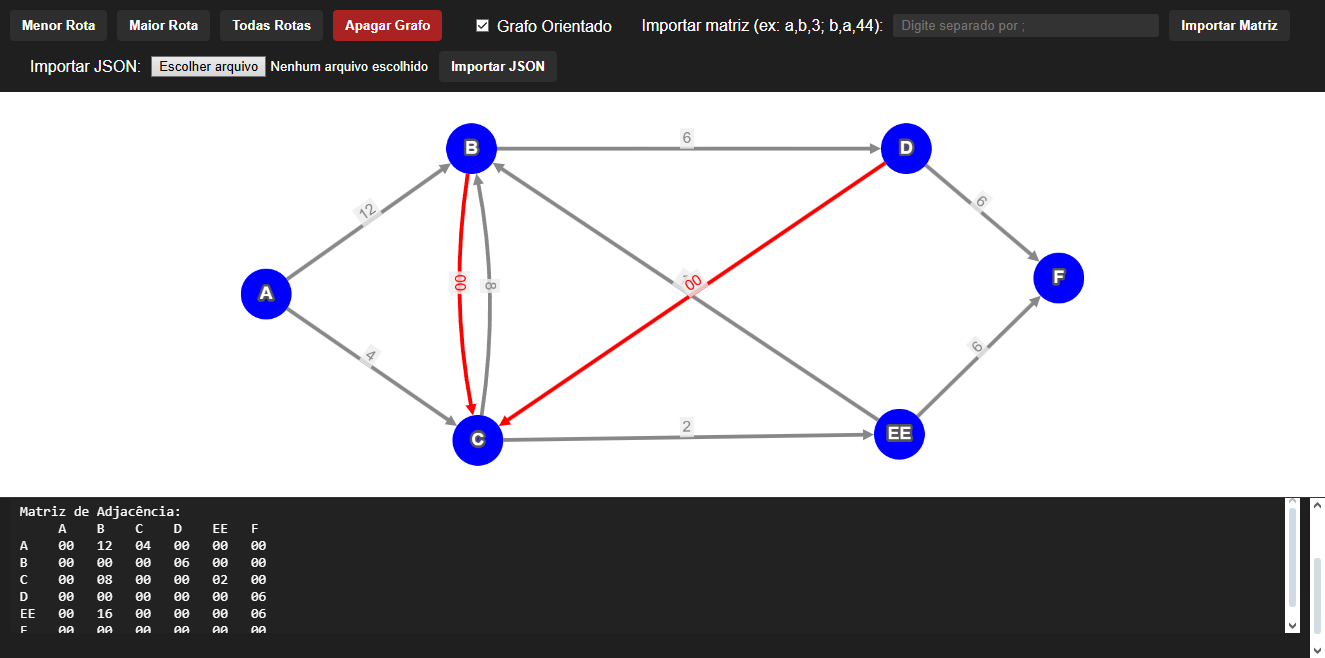 Menor Rota Maior Rota Todas Rotas Apagar Grafo Grafo Orientado Importar matriz (ex: a,b,3; b,a,44): Digite separado por ; Importar Matriz
Importar JSON: Escolher arquivo Nenhum arquivo escolhido Importar JSON
6
B
D
12
6
00
8
00
A
F
4
6
2
C
EE
Matriz de Adjacência:
A B C D EE F
A 00 12 04 00 00 00
B 00 00 00 06 00 00
C 00 08 00 00 02 00
D 00 00 00 00 00 06
EE 00 16 00 00 00 06
F 00 00 00 00 00 00